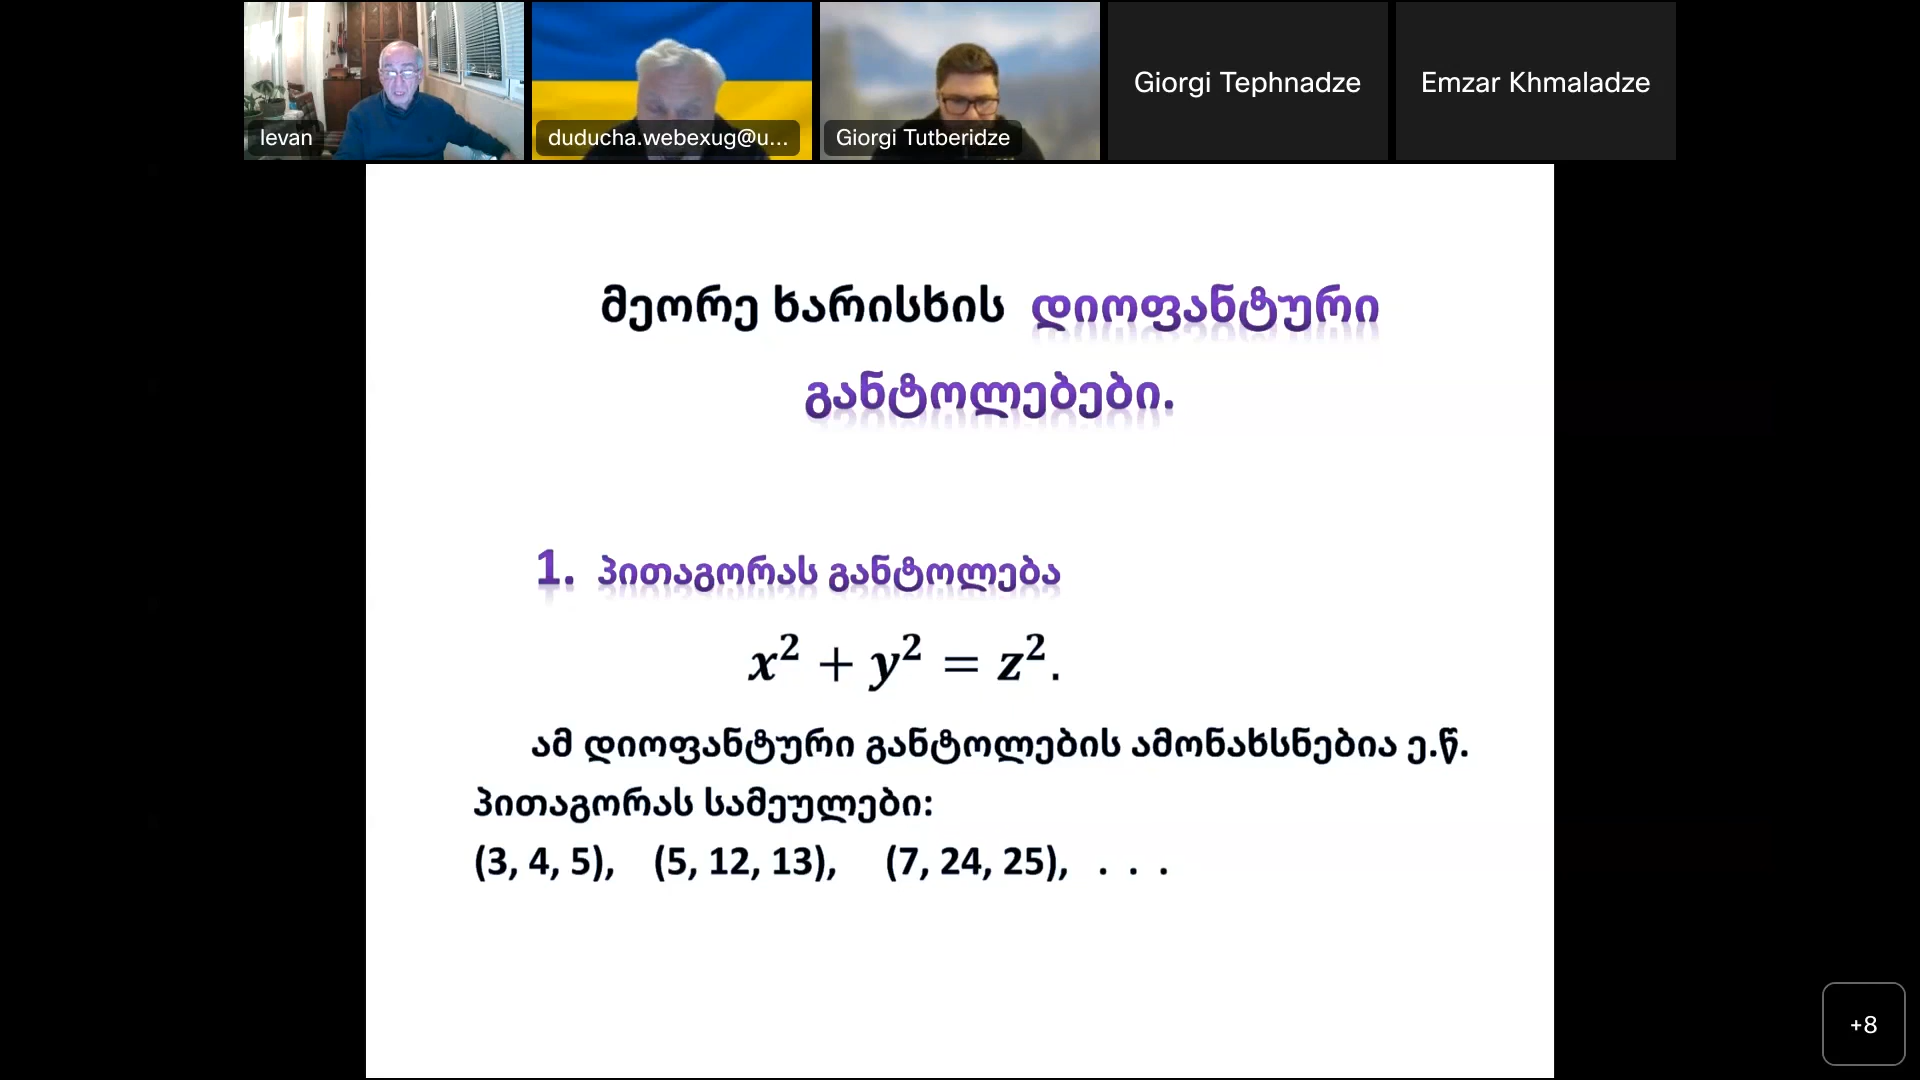 levan
duducha.webexug@u...
Giorgi Tutberidze
Giorgi Tephnadze
Emzar Khmaladze
მეორე ხარისხის დიოფანტური
განტოლებები.
1. პითაგორას განტოლება
x² + y² = z².
ამ დიოფანტური განტოლების ამონახსნებია ე.წ.
პითაგორას სამეულები:
(3, 4, 5), (5, 12, 13), (7, 24, 25), . . .
+8